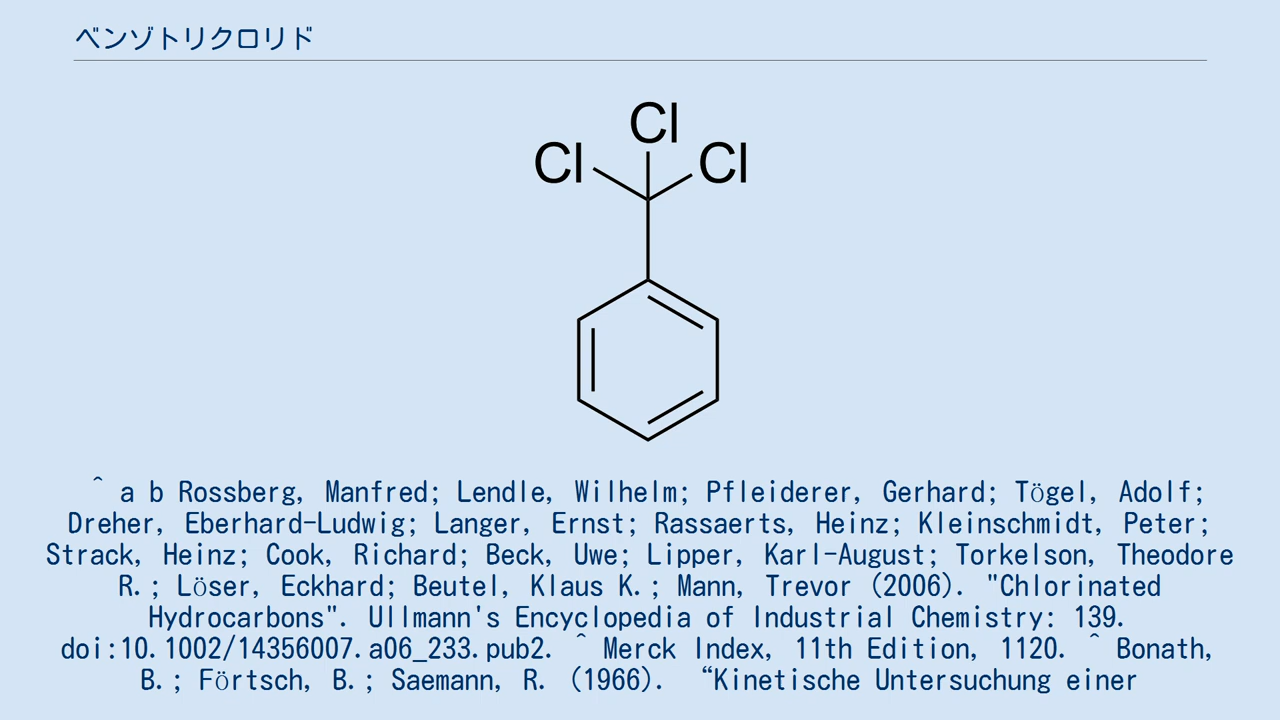 ベンゾトリクロリド
Cl
Cl
Cl
^ a b Rossberg, Manfred; Lendle, Wilhelm; Pfleiderer, Gerhard; Tögel, Adolf;
Dreher, Eberhard-Ludwig; Langer, Ernst; Rassaerts, Heinz; Kleinschmidt, Peter;
Strack, Heinz; Cook, Richard; Beck, Uwe; Lipper, Karl-August; Torkelson, Theodore
R.; Löser, Eckhard; Beutel, Klaus K.; Mann, Trevor (2006). "Chlorinated
Hydrocarbons". Ullmann's Encyclopedia of Industrial Chemistry: 139.
doi:10.1002/14356007.a06_233.pub2. ^ Merck Index, 11th Edition, 1120. ^ Bonath,
B.; Förtsch, B.; Saemann, R. (1966). “Kinetische Untersuchung einer